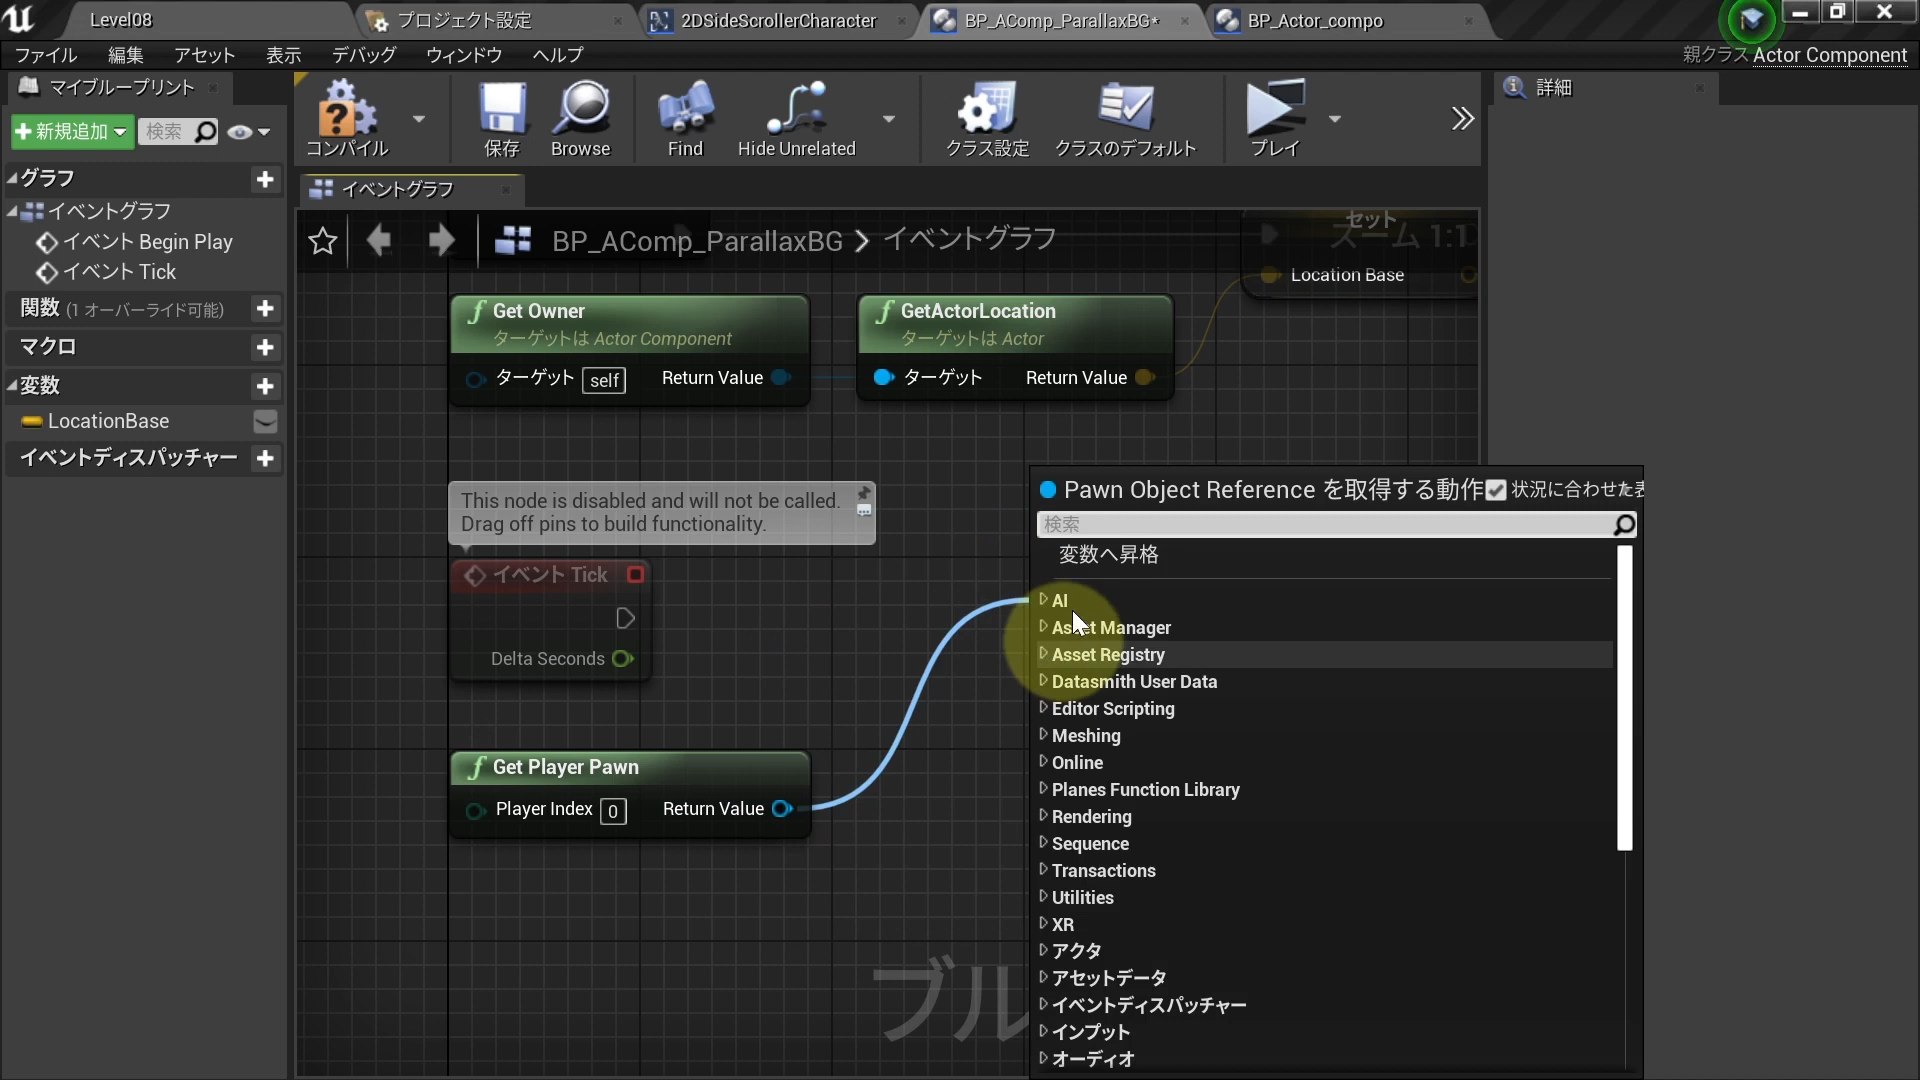 Level08
プロジェクト設定
2DSideScrollerCharacter
BP_AComp_ParallaxBG*
BP_Actor_compo
ファイル 編集 アセット 表示 デバッグ ウィンドウ ヘルプ
親クラス Actor Component
マイブループリント
詳細
新規追加
検索
コンパイル
保存
Browse
Find
Hide Unrelated
クラス設定
クラスのデフォルト
プレイ
グラフ
イベントグラフ
イベント Begin Play
イベント Tick
関数 (1 オーバーライド可能)
マクロ
変数
LocationBase
イベントディスパッチャー
イベントグラフ
BP_AComp_ParallaxBG > イベントグラフ
ズーム 1:1
セット
Location Base
Get Owner
ターゲットは Actor Component
ターゲット self
Return Value
GetActorLocation
ターゲットは Actor
ターゲット
Return Value
This node is disabled and will not be called.
Drag off pins to build functionality.
イベント Tick
Delta Seconds
Get Player Pawn
Player Index 0
Return Value
ブル
Pawn Object Reference を取得する動作
状況に合わせた
検索
変数へ昇格
AI
Asset Manager
Asset Registry
Datasmith User Data
Editor Scripting
Meshing
Online
Planes Function Library
Rendering
Sequence
Transactions
Utilities
XR
アクタ
アセットデータ
イベントディスパッチャー
インプット
オーディオ